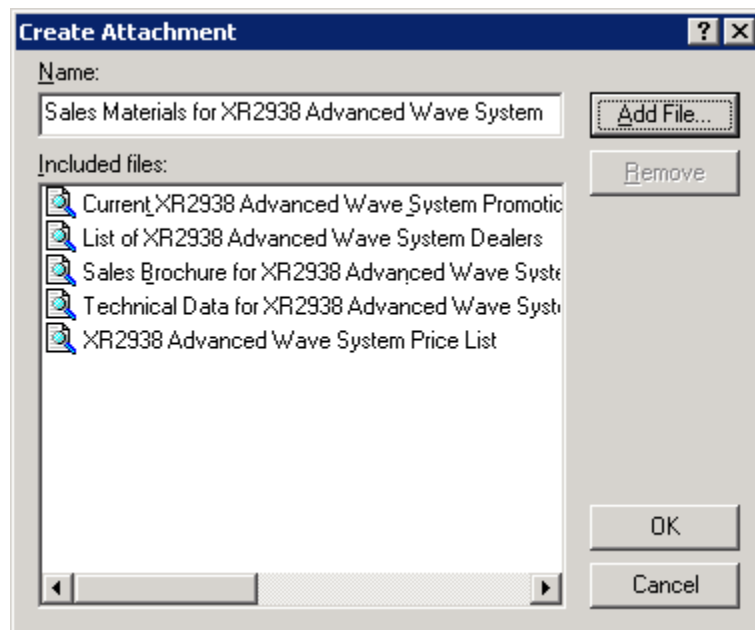 Create Attachment
Name:
Sales Materials for XR2938 Advanced Wave System
Add File...
Included files:
Remove
Current XR2938 Advanced Wave System Promotic
List of XR2938 Advanced Wave System Dealers
Sales Brochure for XR2938 Advanced Wave Syste
Technical Data for XR2938 Advanced Wave Syst
XR2938 Advanced Wave System Price List
OK
Cancel